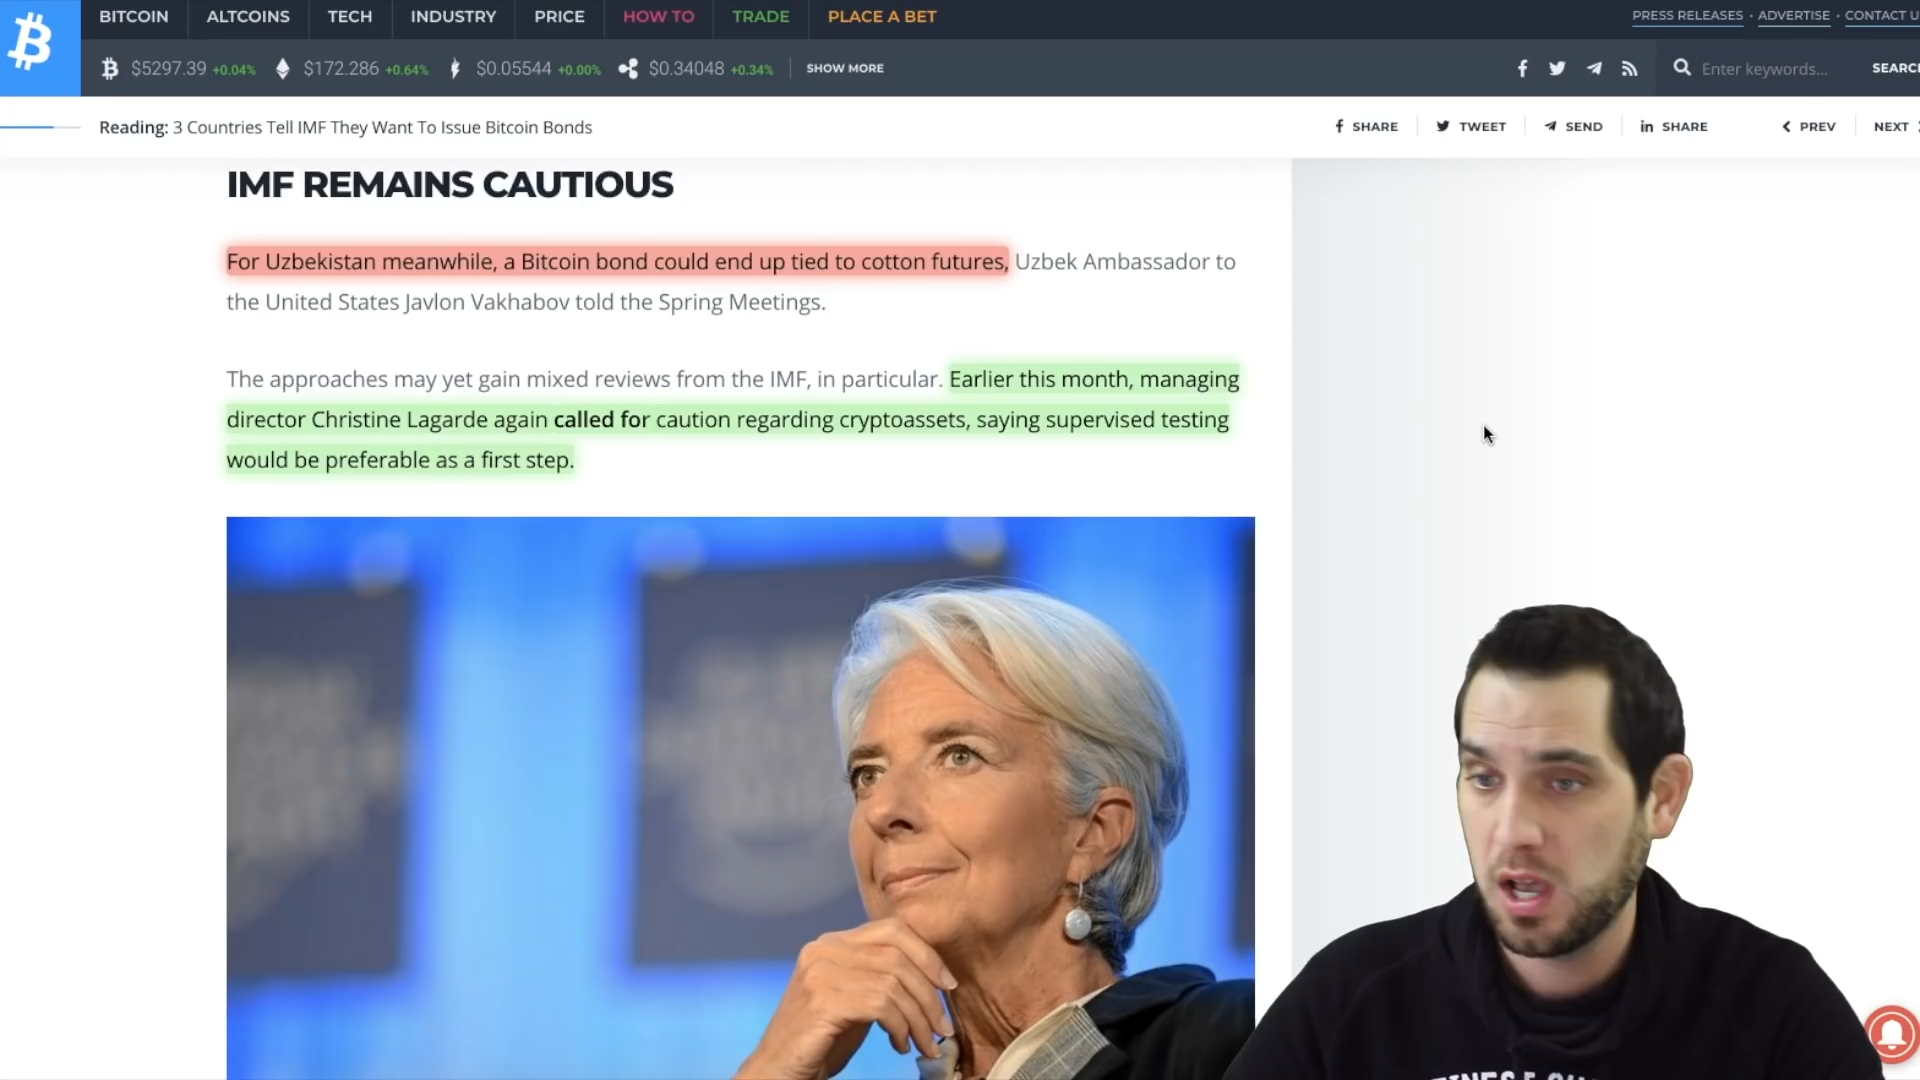 BITCOIN ALTCOINS TECH INDUSTRY PRICE HOW TO TRADE PLACE A BET PRESS RELEASES · ADVERTISE · CONTACT U
$5297.39 +0.04% $172.286 +0.64% $0.05544 +0.00% $0.34048 +0.34% SHOW MORE Enter keywords... SEARC
Reading: 3 Countries Tell IMF They Want To Issue Bitcoin Bonds SHARE TWEET SEND SHARE PREV NEXT
IMF REMAINS CAUTIOUS
For Uzbekistan meanwhile, a Bitcoin bond could end up tied to cotton futures, Uzbek Ambassador to
the United States Javlon Vakhabov told the Spring Meetings.
The approaches may yet gain mixed reviews from the IMF, in particular. Earlier this month, managing
director Christine Lagarde again called for caution regarding cryptoassets, saying supervised testing
would be preferable as a first step.